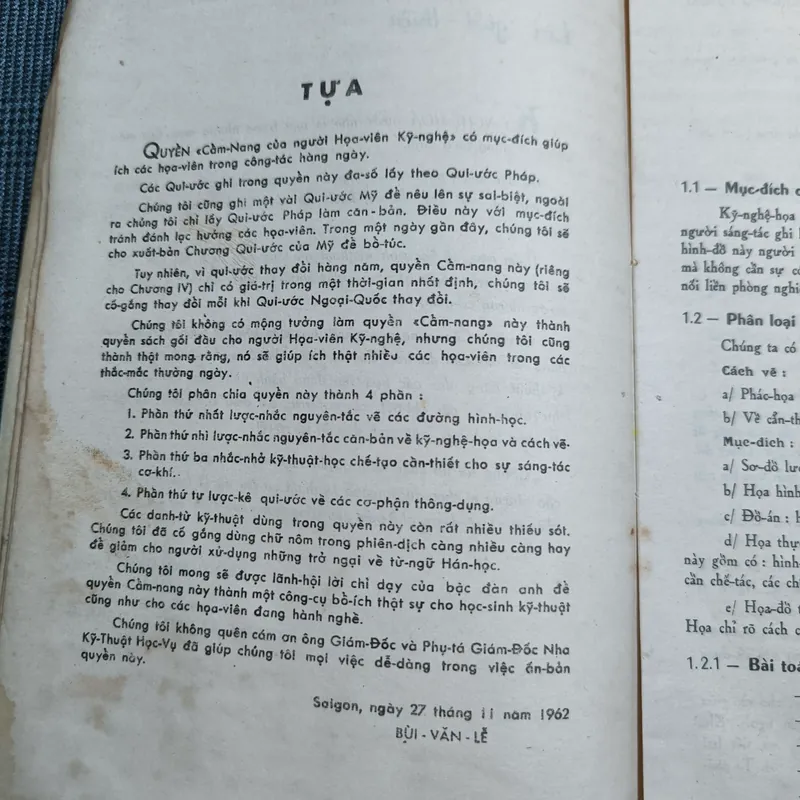 TỰA
QUYỂN «Cẩm-Nang của người Họa-viên Kỹ-nghệ» có mục-đích giúp
ích các họa-viên trong công-tác hàng ngày.
Các Qui-ước ghi trong quyển này đa-số lấy theo Qui-ước Pháp.
Chúng tôi cũng ghi một vài Qui-ước Mỹ để nêu lên sự sai-biệt, ngoài
ra chúng tôi chỉ lấy Qui-ước Pháp làm căn-bản. Điều này với mục-đích
tránh đánh lạc hướng các họa-viên. Trong một ngày gần đây, chúng tôi sẽ
cho xuất-bản Chương Qui-ước của Mỹ để bổ-túc.
Tuy nhiên, vì qui-ước thay đổi hàng năm, quyển Cẩm-nang này (riêng
cho Chương IV) chỉ có giá-trị trong một thời-gian nhất định, chúng tôi sẽ
cố-gắng thay đổi mỗi khi Qui-ước Ngoại-Quốc thay đổi.
Chúng tôi không có mộng tưởng làm quyển «Cẩm-nang» này thành
quyển sách gối đầu cho người Họa-viên Kỹ-nghệ, nhưng chúng tôi cũng
thành thật mong rằng, nó sẽ giúp ích thật nhiều các họa-viên trong các
thắc-mắc thường ngày.
Chúng tôi phân chia quyển này thành 4 phần :
1. Phần thứ nhất lược-nhắc nguyên-tắc vẽ các đường hình-học.
2. Phần thứ nhì lược-nhắc nguyên-tắc căn-bản về kỹ-nghệ-họa và cách vẽ.
3. Phần thứ ba nhắc-nhở kỹ-thuật-học chế-tạo cần-thiết cho sự sáng-tác
cơ-khí.
4. Phần thứ tư lược-kê qui-ước về các cơ-phận thông-dụng.
Các danh-từ kỹ-thuật dùng trong quyển này còn rất nhiều thiếu sót.
Chúng tôi đã cố gắng dùng chữ nôm trong phiên-dịch càng nhiều càng hay
để giảm cho người xử-dụng những trở ngại về từ-ngữ Hán-học.
Chúng tôi mong sẽ được lãnh-hội lời chỉ dạy của bậc đàn anh để
quyển Cẩm-nang này thành một công-cụ bổ-ích thật sự cho học-sinh kỹ-thuật
cũng như cho các họa-viên đang hành nghề.
Chúng tôi không quên cám ơn ông Giám-Đốc và Phụ-tá Giám-Đốc Nha
Kỹ-Thuật Học-Vụ đã giúp chúng tôi mọi việc dễ-dàng trong việc ấn-bản
quyển này.
Saigon, ngày 27 tháng 11 năm 1962
BÙI - VĂN - LỄ
1.1 — Mục-đích
Kỹ-nghệ-họa
người sáng-tác ghi
hình-đồ này người
mà không cần sự
nối liền phòng
1.2 — Phân loại
Chúng ta có
Cách vẽ :
a/ Phác-họa
b/ Vẽ
Mục-đích :
a/ Sơ-đồ
b/ Họa hình
c/ Đồ-án :
d/ Họa
này gồm có : hình-
cần chế-tác, các
e/ Họa-đồ
Họa chỉ rõ cách
1.2.1 — Bài